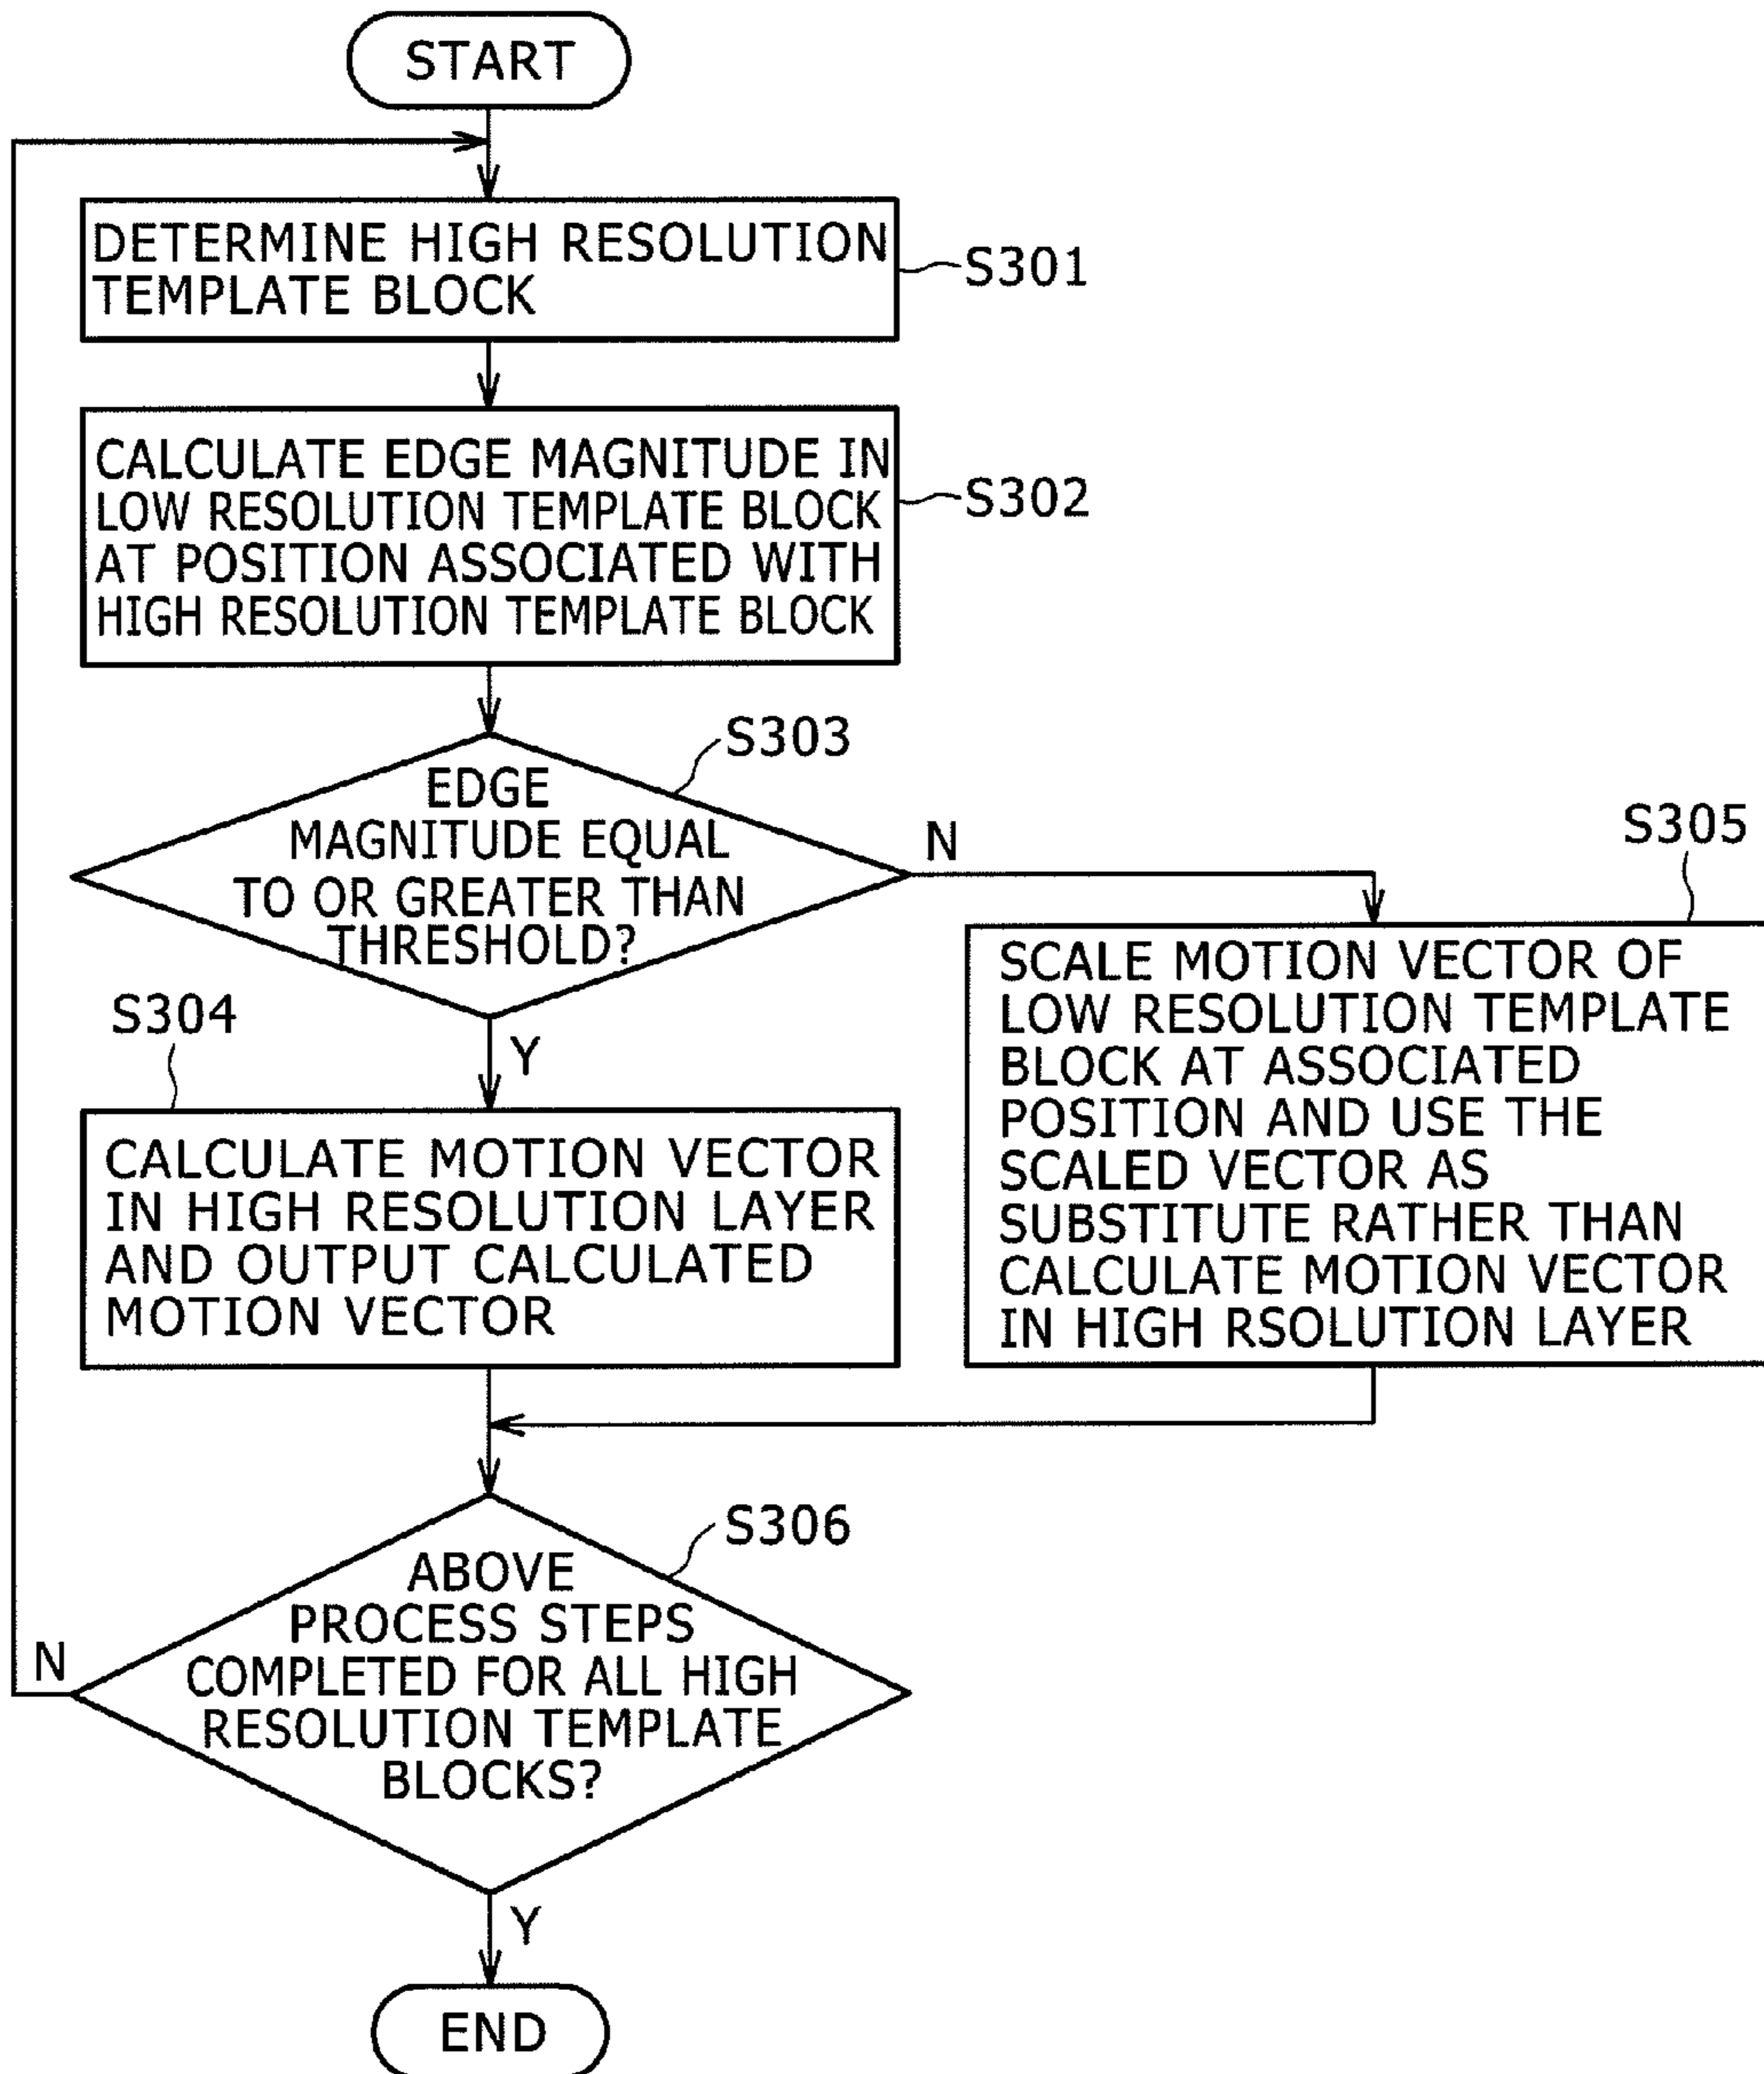 START
DETERMINE HIGH RESOLUTION
TEMPLATE BLOCK
S301
CALCULATE EDGE MAGNITUDE IN
LOW RESOLUTION TEMPLATE BLOCK
AT POSITION ASSOCIATED WITH
HIGH RESOLUTION TEMPLATE BLOCK
S302
S303
EDGE
MAGNITUDE EQUAL
TO OR GREATER THAN
THRESHOLD?
N
Y
S304
CALCULATE MOTION VECTOR
IN HIGH RESOLUTION LAYER
AND OUTPUT CALCULATED
MOTION VECTOR
S305
SCALE MOTION VECTOR OF
LOW RESOLUTION TEMPLATE
BLOCK AT ASSOCIATED
POSITION AND USE THE
SCALED VECTOR AS
SUBSTITUTE RATHER THAN
CALCULATE MOTION VECTOR
IN HIGH RSOLUTION LAYER
S306
ABOVE
PROCESS STEPS
COMPLETED FOR ALL HIGH
RESOLUTION TEMPLATE
BLOCKS?
N
Y
END